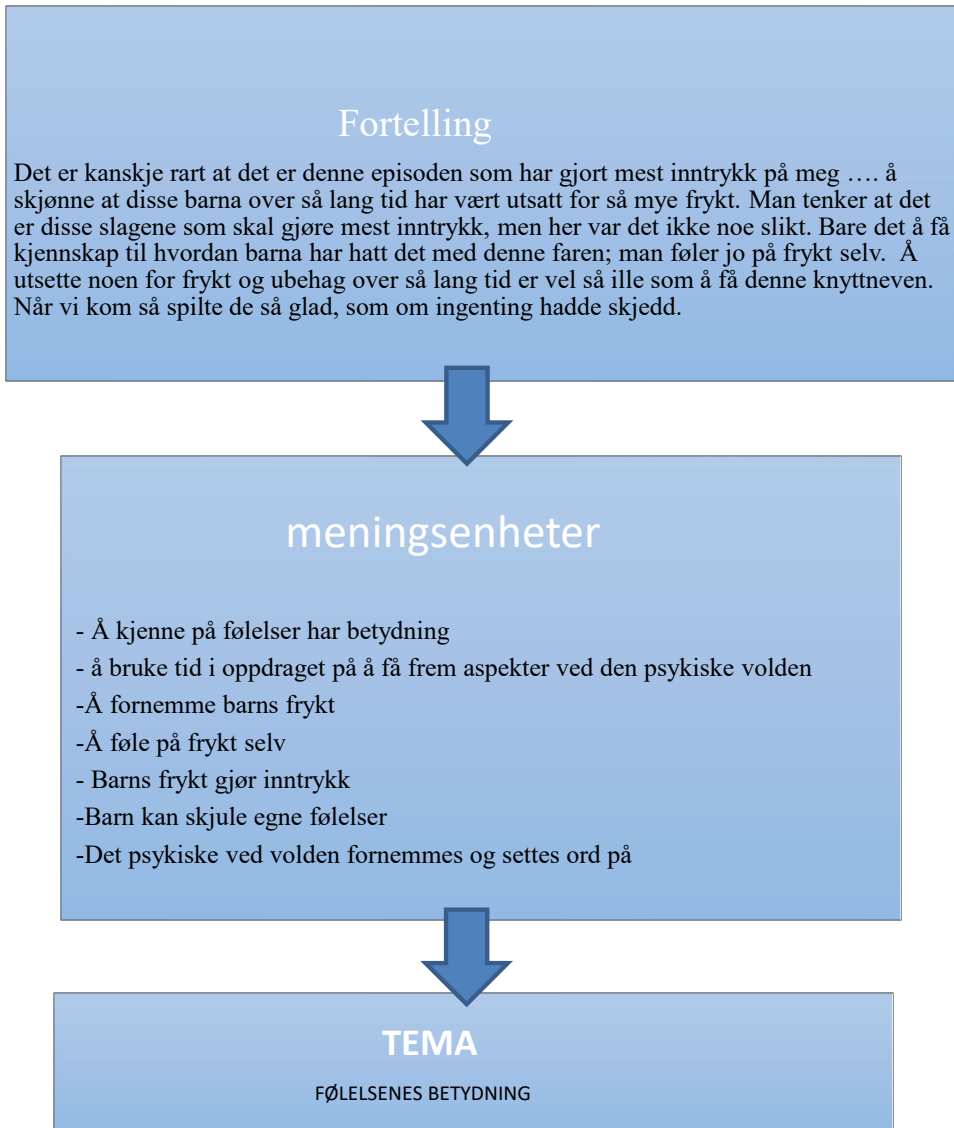 Fortelling
Det er kanskje rart at det er denne episoden som har gjort mest inntrykk på meg …. å
skjønne at disse barna over så lang tid har vært utsatt for så mye frykt. Man tenker at det
er disse slagene som skal gjøre mest inntrykk, men her var det ikke noe slikt. Bare det å få
kjennskap til hvordan barna har hatt det med denne faren; man føler jo på frykt selv.  Å
utsette noen for frykt og ubehag over så lang tid er vel så ille som å få denne knyttneven.
Når vi kom så spilte de så glad, som om ingenting hadde skjedd.
meningsenheter
- Å kjenne på følelser har betydning
- å bruke tid i oppdraget på å få frem aspekter ved den psykiske volden
-Å fornemme barns frykt
-Å føle på frykt selv
- Barns frykt gjør inntrykk
-Barn kan skjule egne følelser
-Det psykiske ved volden fornemmes og settes ord på
TEMA
FØLELSENES BETYDNING